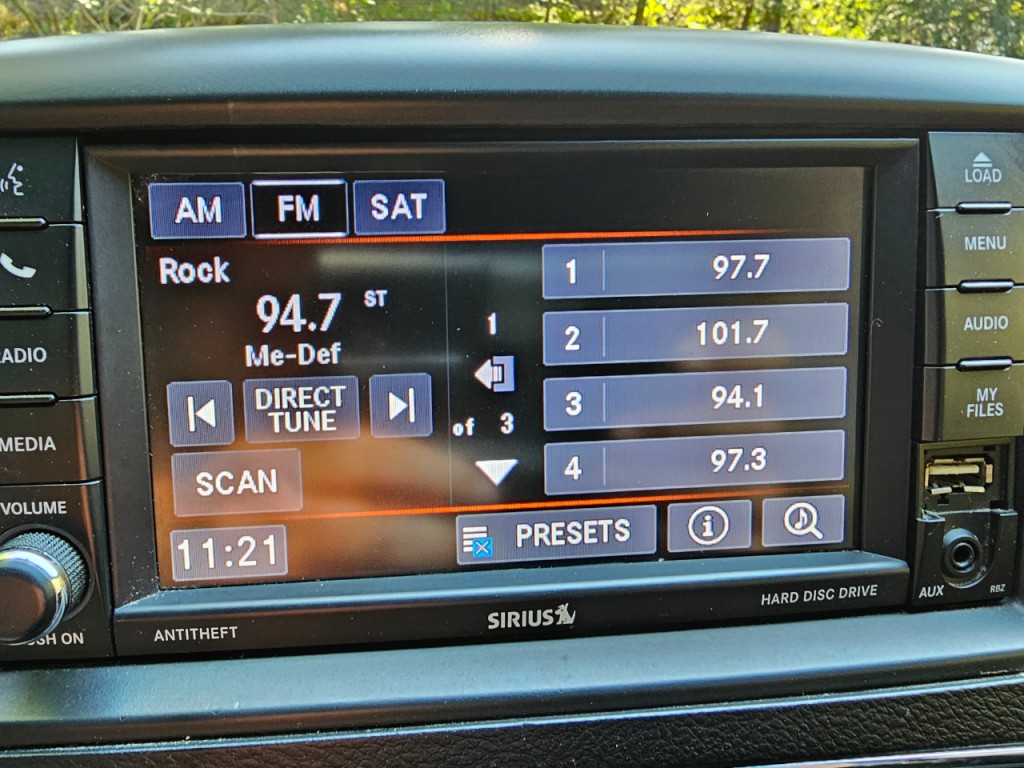 AM FM SAT
Rock
94.7 ST
Me-Def
DIRECT
TUNE
SCAN
11:21
1
of 3
1 97.7
2 101.7
3 94.1
4 97.3
PRESETS
i
LOAD
MENU
AUDIO
MY
FILES
RADIO
MEDIA
VOLUME
PUSH ON
ANTITHEFT
SIRIUS
HARD DISC DRIVE
AUX
RBZ